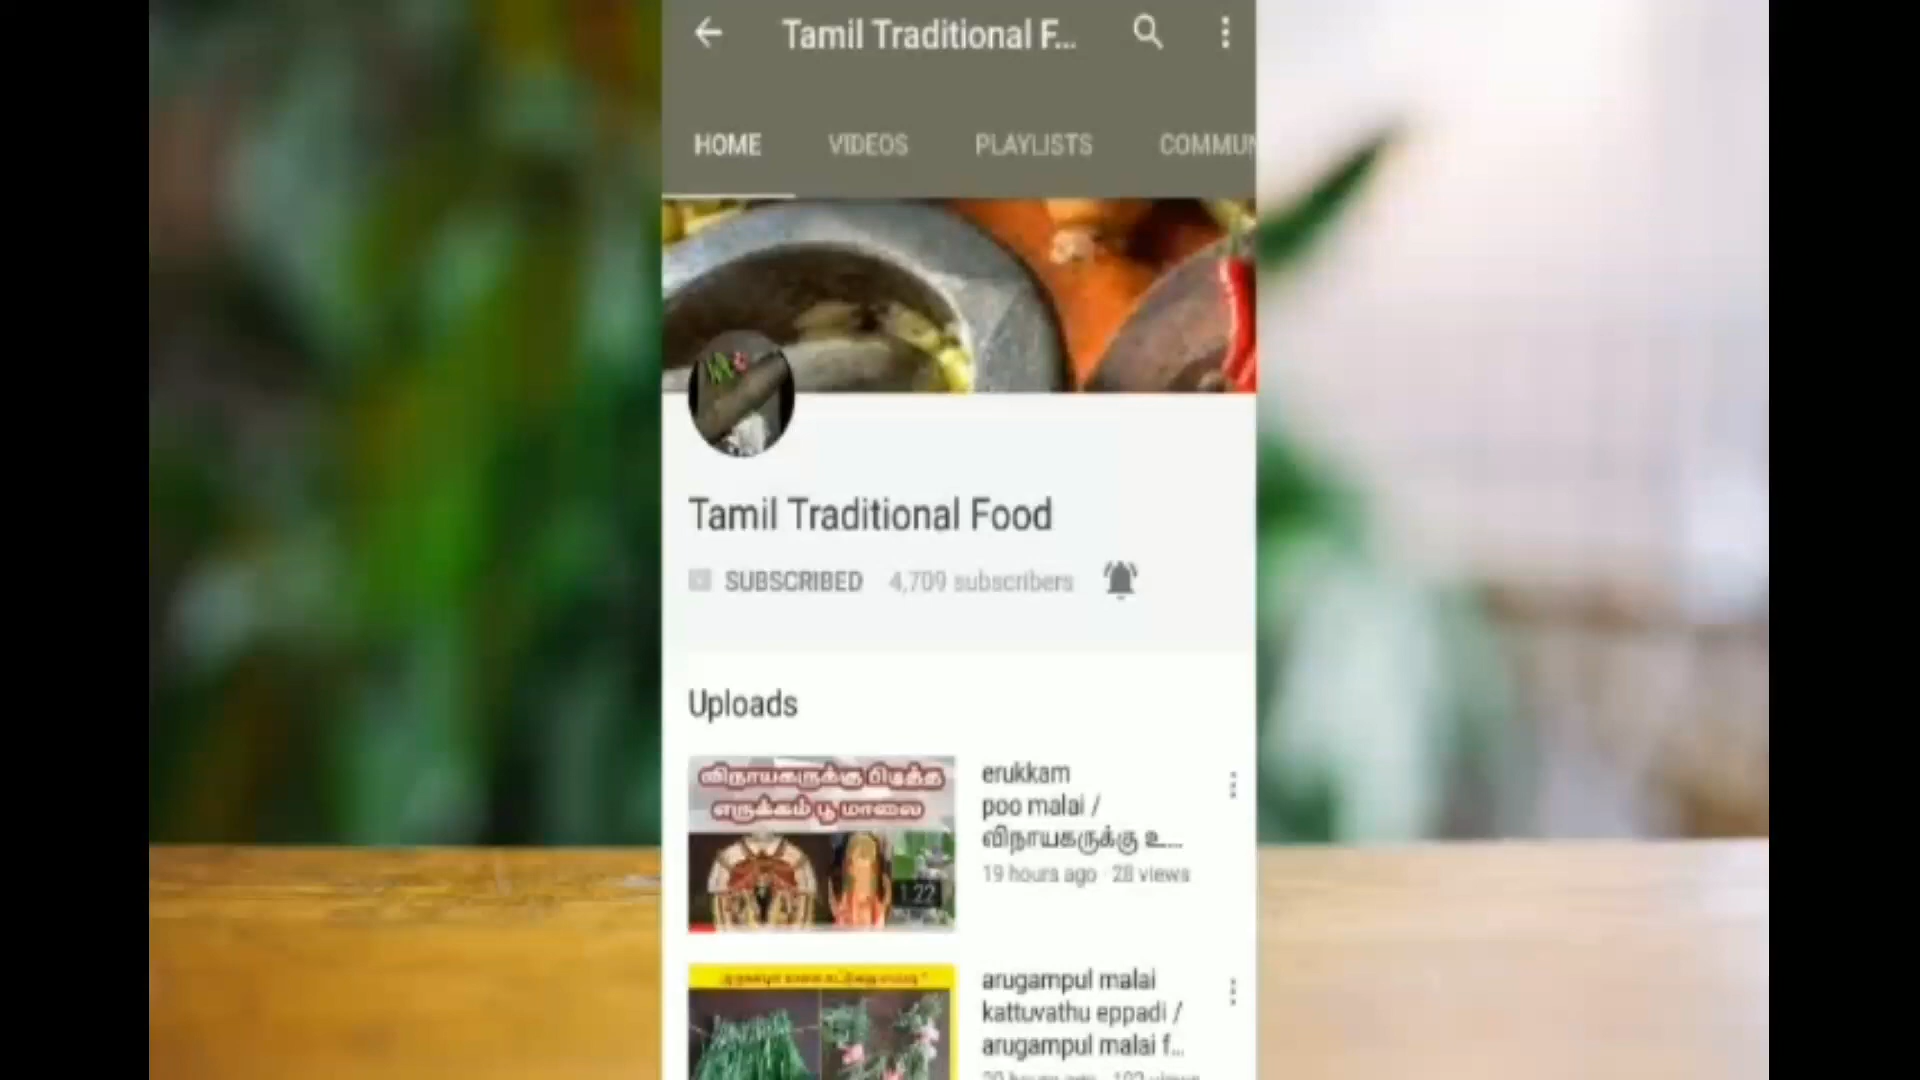 Tamil Traditional F...
HOME VIDEOS PLAYLISTS COMMUN
Tamil Traditional Food
SUBSCRIBED 4,709 subscribers
Uploads
விநாயகருக்கு பிடித்த
எருக்கம் பூ மாலை
1:22
erukkam
poo malai /
விநாயகருக்கு உ...
19 hours ago · 28 views
arugampul malai
kattuvathu eppadi /
arugampul malai f...